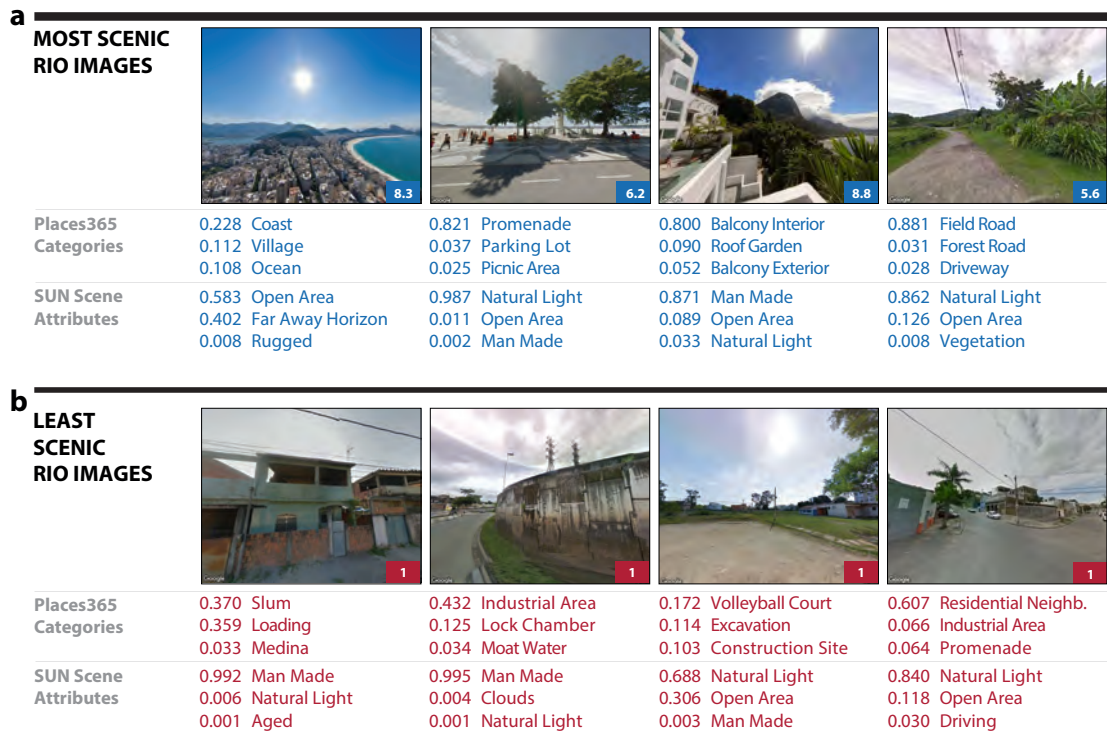 a
MOST SCENIC
RIO IMAGES
8.3
6.2
8.8
5.6
Places365
Categories
0.228 Coast
0.112 Village
0.108 Ocean
0.821 Promenade
0.037 Parking Lot
0.025 Picnic Area
0.800 Balcony Interior
0.090 Roof Garden
0.052 Balcony Exterior
0.881 Field Road
0.031 Forest Road
0.028 Driveway
SUN Scene
Attributes
0.583 Open Area
0.402 Far Away Horizon
0.008 Rugged
0.987 Natural Light
0.011 Open Area
0.002 Man Made
0.871 Man Made
0.089 Open Area
0.033 Natural Light
0.862 Natural Light
0.126 Open Area
0.008 Vegetation
b
LEAST
SCENIC
RIO IMAGES
Google
1
Google
1
Google
1
Google
1
Places365
Categories
0.370 Slum
0.359 Loading
0.033 Medina
0.432 Industrial Area
0.125 Lock Chamber
0.034 Moat Water
0.172 Volleyball Court
0.114 Excavation
0.103 Construction Site
0.607 Residential Neighb.
0.066 Industrial Area
0.064 Promenade
SUN Scene
Attributes
0.992 Man Made
0.006 Natural Light
0.001 Aged
0.995 Man Made
0.004 Clouds
0.001 Natural Light
0.688 Natural Light
0.306 Open Area
0.003 Man Made
0.840 Natural Light
0.118 Open Area
0.030 Driving